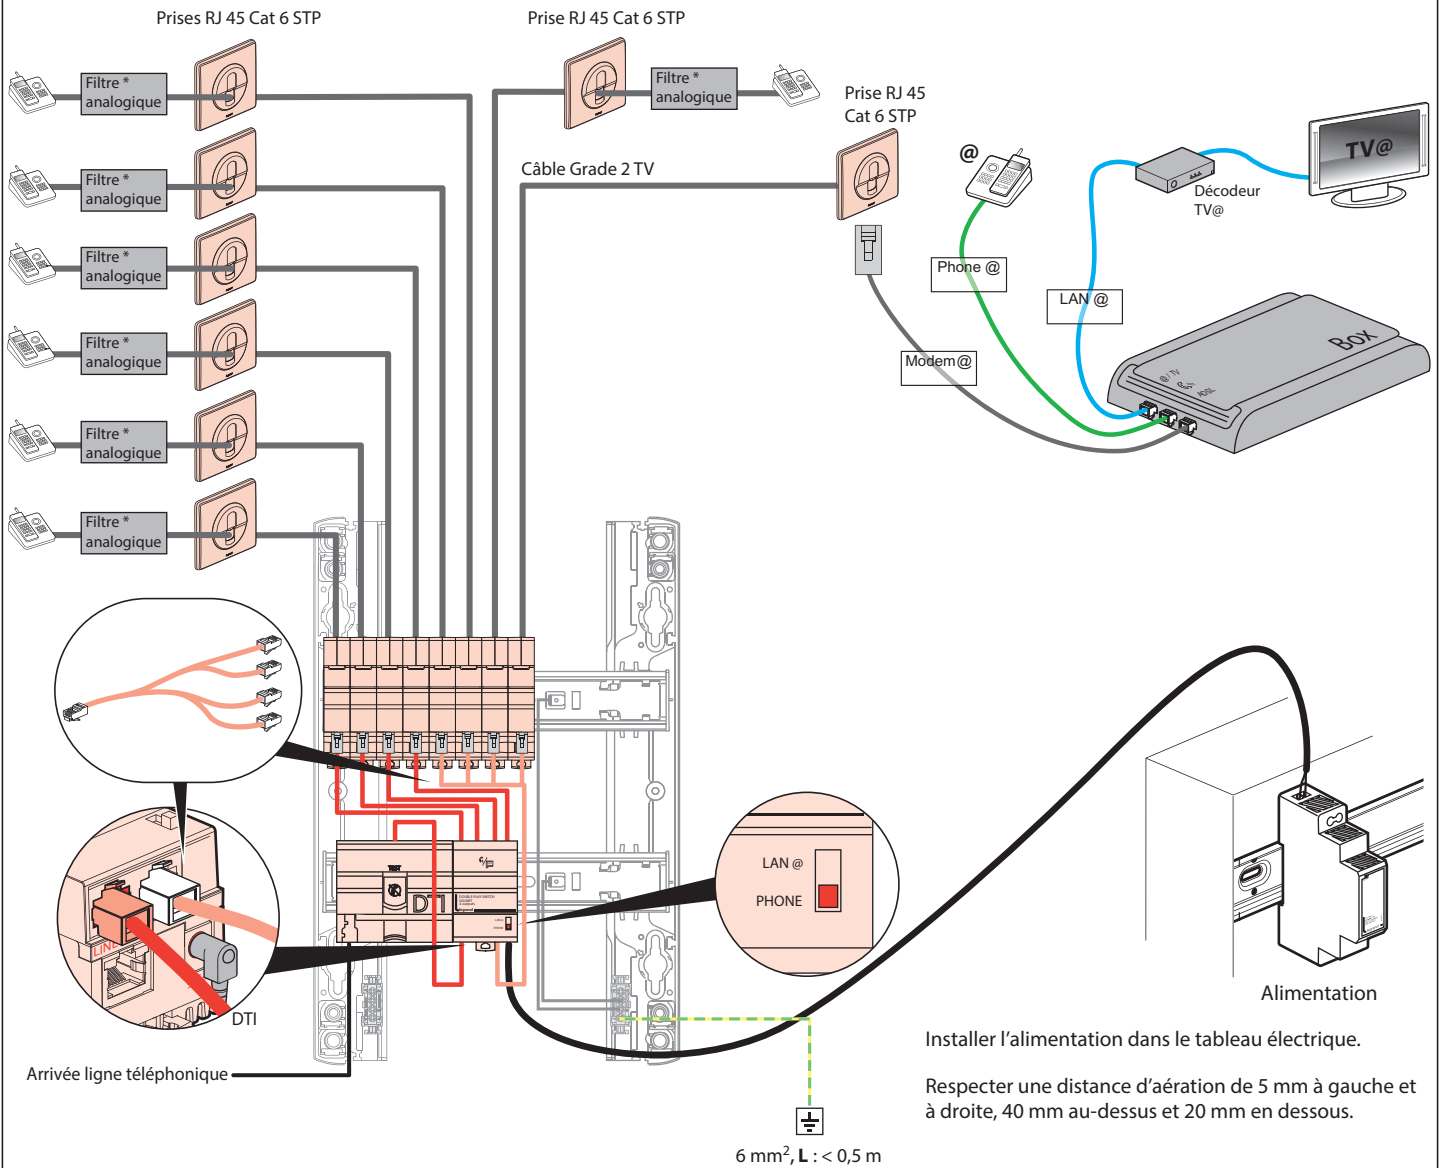 Prises RJ 45 Cat 6 STP
Prise RJ 45 Cat 6 STP
Filtre *
analogique
Filtre *
analogique
Prise RJ 45
Cat 6 STP
Câble Grade 2 TV
@
TV@
Décodeur
TV@
Filtre *
analogique
Filtre *
analogique
Filtre *
analogique
Filtre *
analogique
Filtre *
analogique
Phone @
LAN @
Modem@
Box
@ / TV
ADSL
TEST
DTI
LAN @
PHONE
LINE
DTI
Arrivée ligne téléphonique
6 mm², L : < 0,5 m
Alimentation
Installer l’alimentation dans le tableau électrique.
Respecter une distance d’aération de 5 mm à gauche et
à droite, 40 mm au-dessus et 20 mm en dessous.